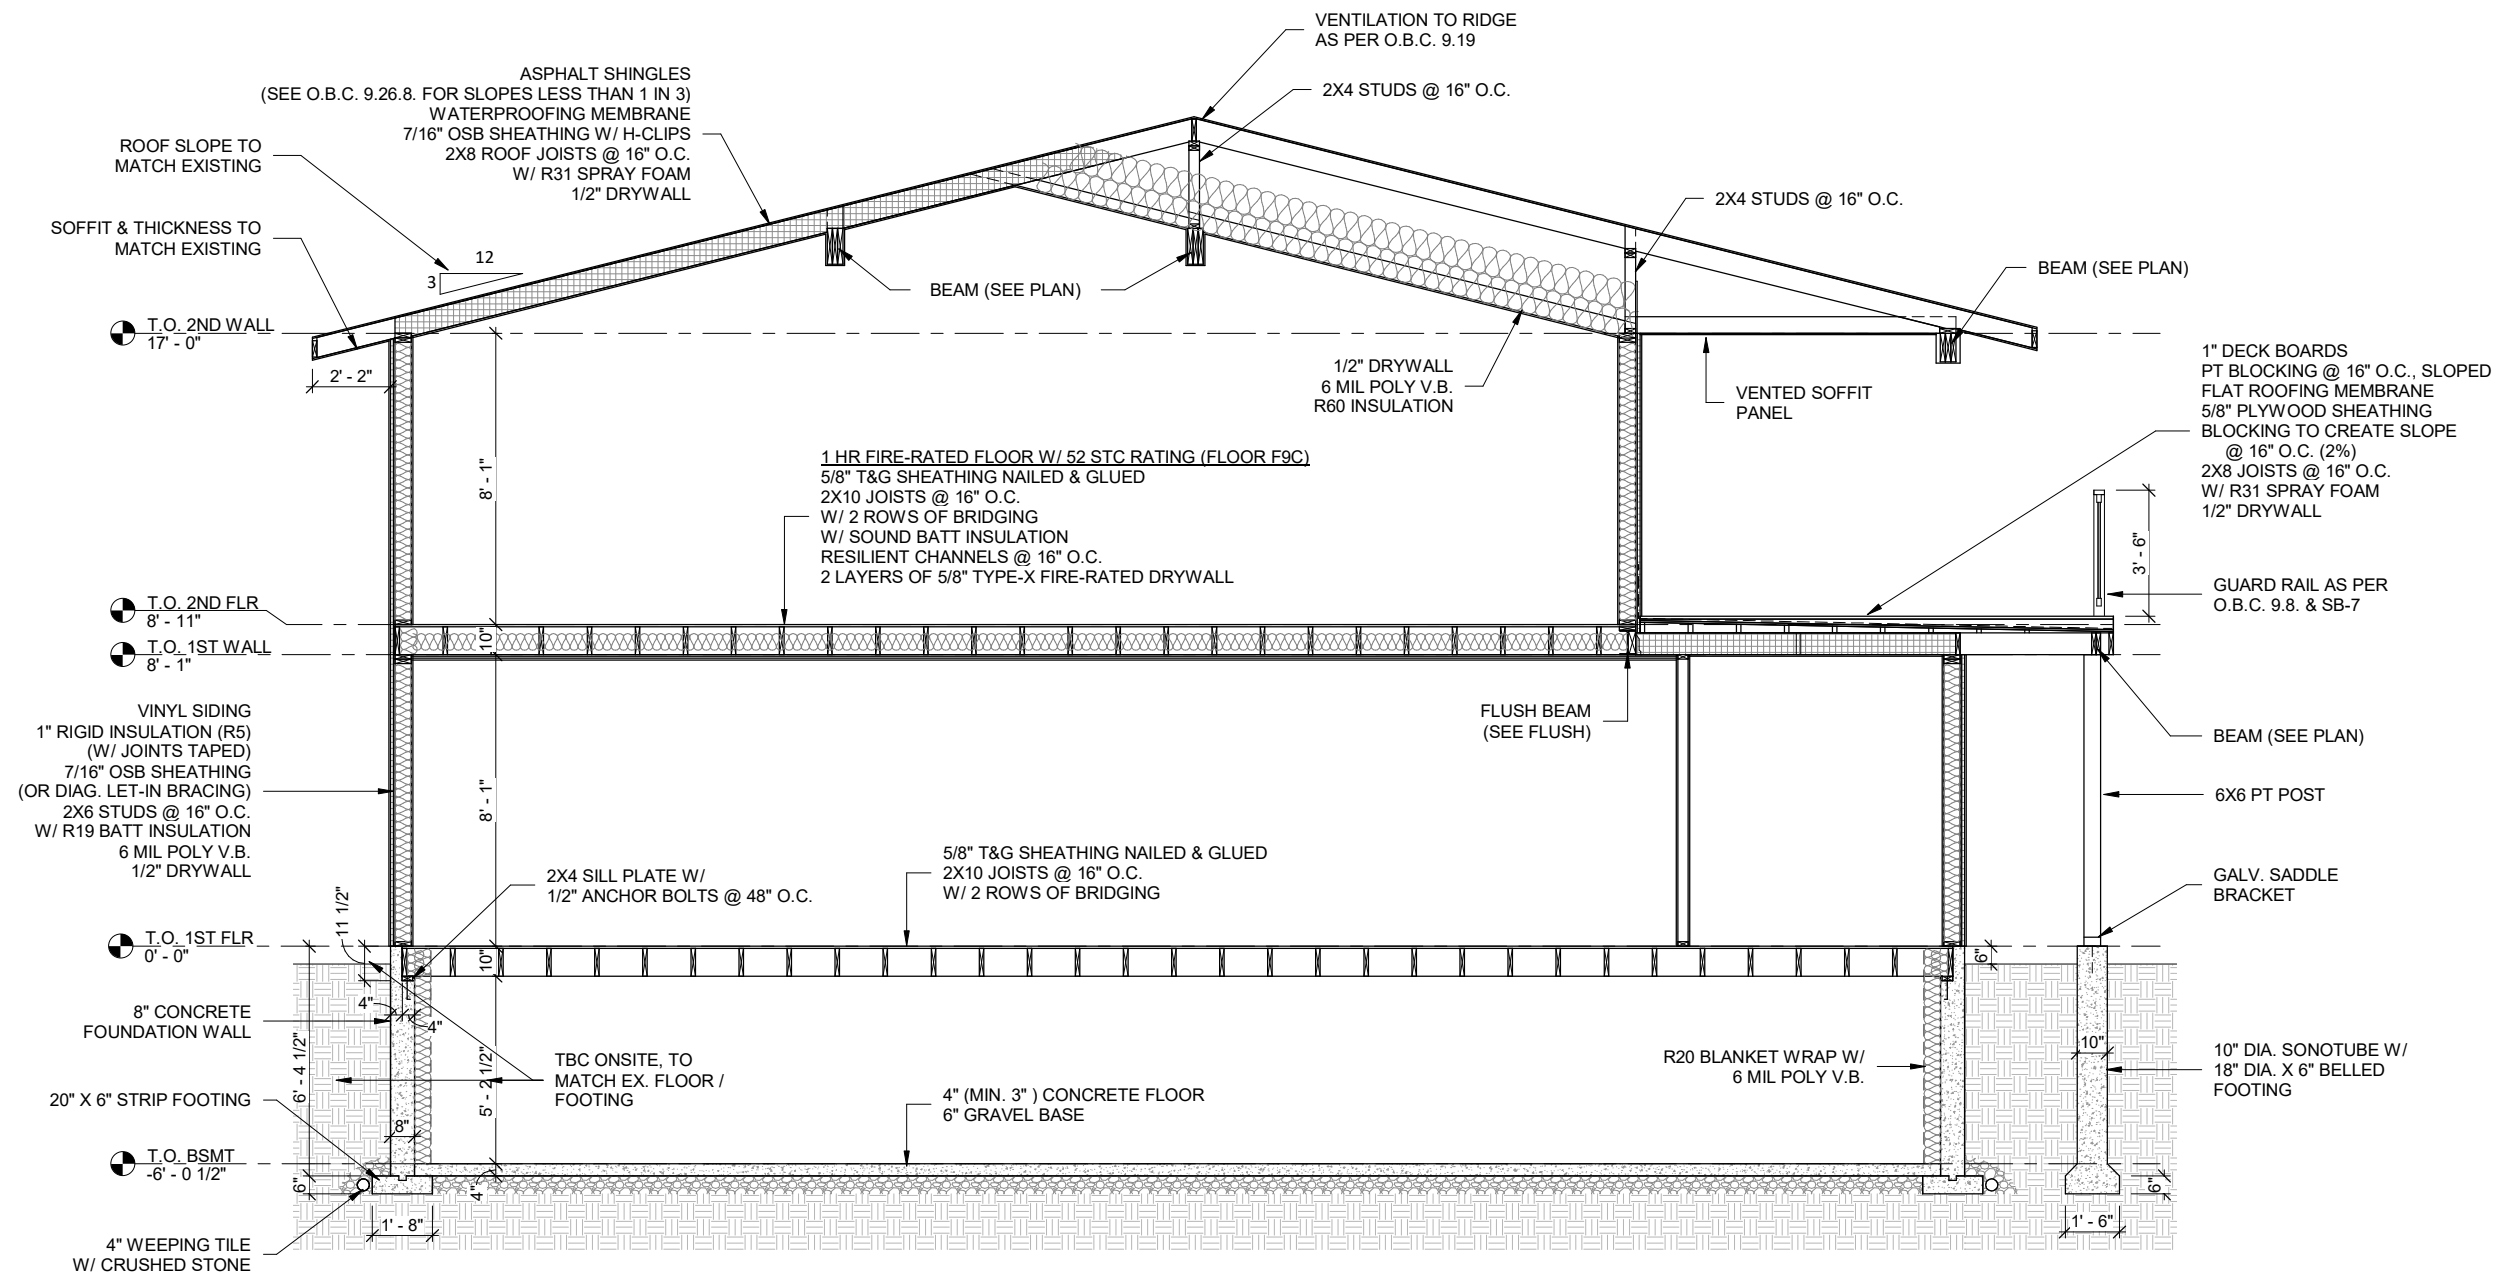 VENTILATION TO RIDGE
AS PER O.B.C. 9.19
2X4 STUDS @ 16" O.C.
ASPHALT SHINGLES
(SEE O.B.C. 9.26.8. FOR SLOPES LESS THAN 1 IN 3)
WATERPROOFING MEMBRANE
7/16" OSB SHEATHING W/ H-CLIPS
2X8 ROOF JOISTS @ 16" O.C.
W/ R31 SPRAY FOAM
1/2" DRYWALL
ROOF SLOPE TO
MATCH EXISTING
SOFFIT & THICKNESS TO
MATCH EXISTING
12
3
2X4 STUDS @ 16" O.C.
BEAM (SEE PLAN)
BEAM (SEE PLAN)
T.O. 2ND WALL
17' - 0"
2' - 2"
1/2" DRYWALL
6 MIL POLY V.B.
R60 INSULATION
VENTED SOFFIT
PANEL
1" DECK BOARDS
PT BLOCKING @ 16" O.C., SLOPED
FLAT ROOFING MEMBRANE
5/8" PLYWOOD SHEATHING
BLOCKING TO CREATE SLOPE
@ 16" O.C. (2%)
2X8 JOISTS @ 16" O.C.
W/ R31 SPRAY FOAM
1/2" DRYWALL
8' - 1"
1 HR FIRE-RATED FLOOR W/ 52 STC RATING (FLOOR F9C)
5/8" T&G SHEATHING NAILED & GLUED
2X10 JOISTS @ 16" O.C.
W/ 2 ROWS OF BRIDGING
W/ SOUND BATT INSULATION
RESILIENT CHANNELS @ 16" O.C.
2 LAYERS OF 5/8" TYPE-X FIRE-RATED DRYWALL
3' - 6"
GUARD RAIL AS PER
O.B.C. 9.8. & SB-7
T.O. 2ND FLR
8' - 11"
10"
T.O. 1ST WALL
8' - 1"
VINYL SIDING
1" RIGID INSULATION (R5)
(W/ JOINTS TAPED)
7/16" OSB SHEATHING
(OR DIAG. LET-IN BRACING)
2X6 STUDS @ 16" O.C.
W/ R19 BATT INSULATION
6 MIL POLY V.B.
1/2" DRYWALL
8' - 1"
FLUSH BEAM
(SEE FLUSH)
BEAM (SEE PLAN)
6X6 PT POST
5/8" T&G SHEATHING NAILED & GLUED
2X10 JOISTS @ 16" O.C.
W/ 2 ROWS OF BRIDGING
2X4 SILL PLATE W/
1/2" ANCHOR BOLTS @ 48" O.C.
GALV. SADDLE
BRACKET
11 1/2"
T.O. 1ST FLR
0' - 0"
10"
6"
4"
4"
8" CONCRETE
FOUNDATION WALL
6' - 4 1/2"
5' - 2 1/2"
TBC ONSITE, TO
MATCH EX. FLOOR /
FOOTING
R20 BLANKET WRAP W/
6 MIL POLY V.B.
10"
10" DIA. SONOTUBE W/
18" DIA. X 6" BELLED
FOOTING
20" X 6" STRIP FOOTING
4" (MIN. 3" ) CONCRETE FLOOR
6" GRAVEL BASE
8"
T.O. BSMT
-6' - 0 1/2"
6"
4"
6"
1' - 8"
1' - 6"
4" WEEPING TILE
W/ CRUSHED STONE